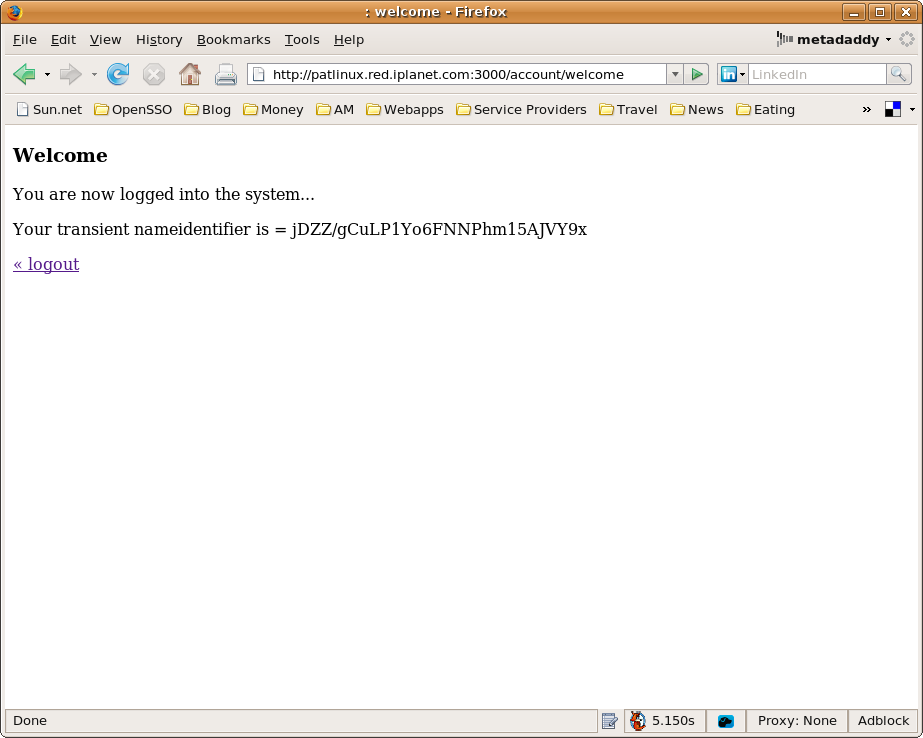 : welcome - Firefox
File Edit View History Bookmarks Tools Help metadaddy
http://patlinux.red.iplanet.com:3000/account/welcome in LinkedIn
Sun.net OpenSSO Blog Money AM Webapps Service Providers Travel News Eating »
Welcome
You are now logged into the system...
Your transient nameidentifier is = jDZZ/gCuLP1Yo6FNNPhm15AJVY9x
« logout
Done 5.150s Proxy: None Adblock